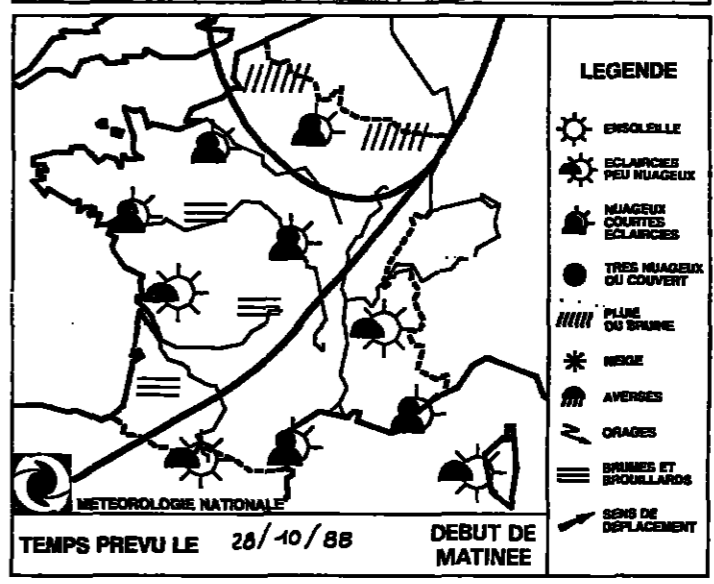 LEGENDE
ENSOLEILLE
ECLAIRCIES
PEU NUAGEUX
NUAGEUX
COURTES
ECLAIRCIES
TRES NUAGEUX
OU COUVERT
PLUIE
OU BRUINE
NEIGE
AVERSES
ORAGES
BRUMES ET
BROUILLARDS
SENS DE
DEPLACEMENT
METEOROLOGIE NATIONALE
TEMPS PREVU LE 28/10/88 DEBUT DE
MATINEE